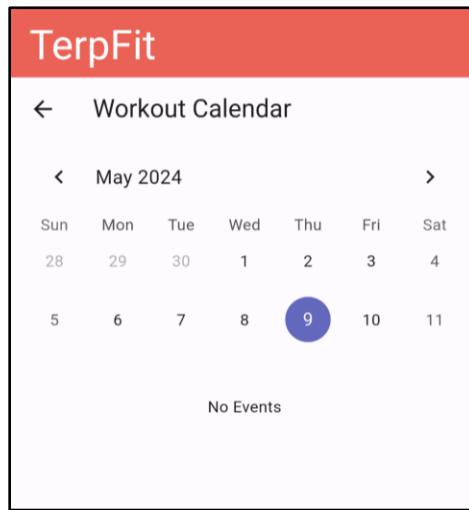 TerpFit
← Workout Calendar
< May 2024 >
Sun Mon Tue Wed Thu Fri Sat
28 29 30 1 2 3 4
5 6 7 8 9 10 11
No Events